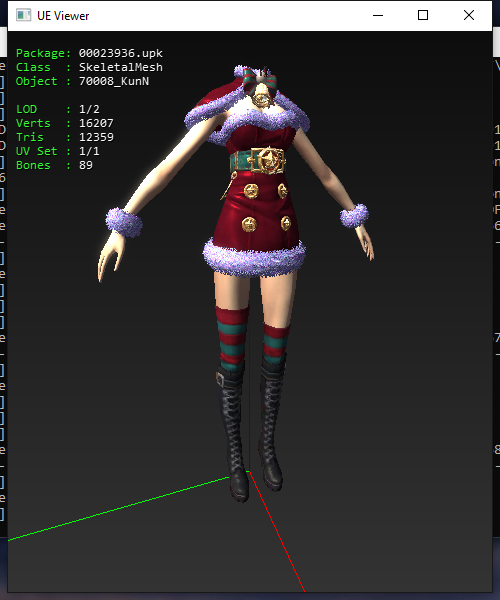 UE Viewer
Package: 00023936.upk
Class : SkeletalMesh
Object : 70008_KunN
LOD : 1/2
Verts : 16207
Tris : 12359
UV Set : 1/1
Bones : 89